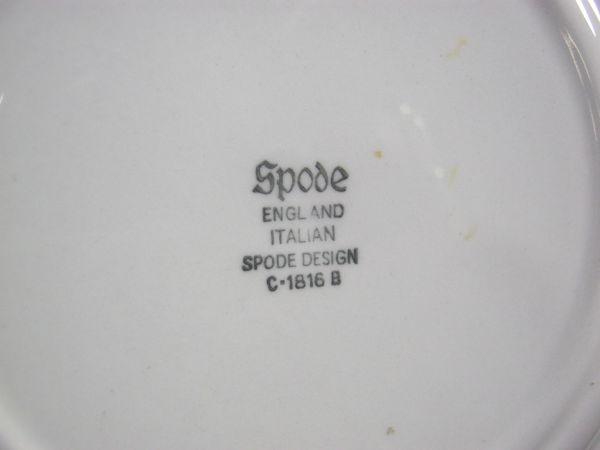 Spode
ENGLAND
ITALIAN
SPODE DESIGN
C-1816 B